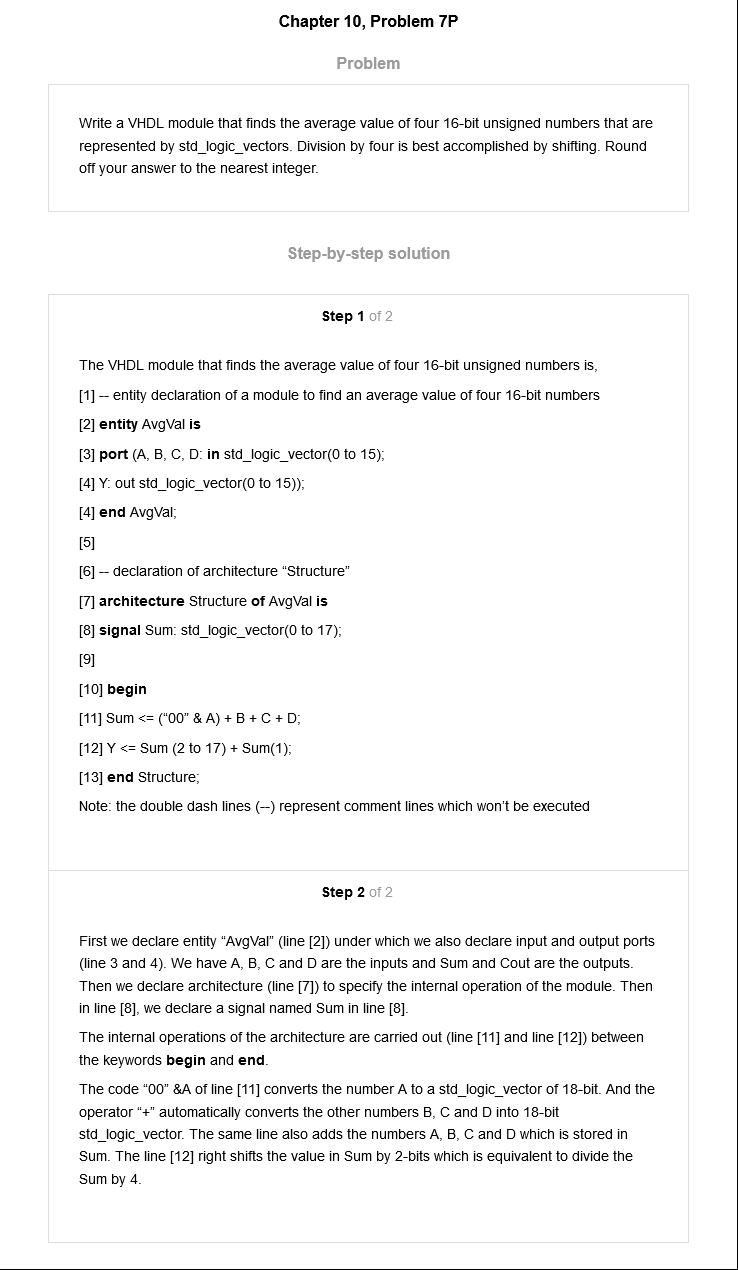 Chapter 10, Problem 7P
Problem
Write a VHDL module that finds the average value of four 16-bit unsigned numbers that are
represented by std_logic_vectors. Division by four is best accomplished by shifting. Round
off your answer to the nearest integer.
Step-by-step solution
Step 1 of 2
The VHDL module that finds the average value of four 16-bit unsigned numbers is,
[1] -- entity declaration of a module to find an average value of four 16-bit numbers
[2] entity AvgVal is
[3] port (A, B, C, D: in std_logic_vector(0 to 15);
[4] Y: out std_logic_vector(0 to 15));
[4] end AvgVal;
[5]
[6] -- declaration of architecture “Structure”
[7] architecture Structure of AvgVal is
[8] signal Sum: std_logic_vector(0 to 17);
[9]
[10] begin
[11] Sum <= (“00” & A) + B + C + D;
[12] Y <= Sum (2 to 17) + Sum(1);
[13] end Structure;
Note: the double dash lines (--) represent comment lines which won’t be executed
Step 2 of 2
First we declare entity “AvgVal” (line [2]) under which we also declare input and output ports
(line 3 and 4). We have A, B, C and D are the inputs and Sum and Cout are the outputs.
Then we declare architecture (line [7]) to specify the internal operation of the module. Then
in line [8], we declare a signal named Sum in line [8].
The internal operations of the architecture are carried out (line [11] and line [12]) between
the keywords begin and end.
The code “00” &A of line [11] converts the number A to a std_logic_vector of 18-bit. And the
operator “+” automatically converts the other numbers B, C and D into 18-bit
std_logic_vector. The same line also adds the numbers A, B, C and D which is stored in
Sum. The line [12] right shifts the value in Sum by 2-bits which is equivalent to divide the
Sum by 4.